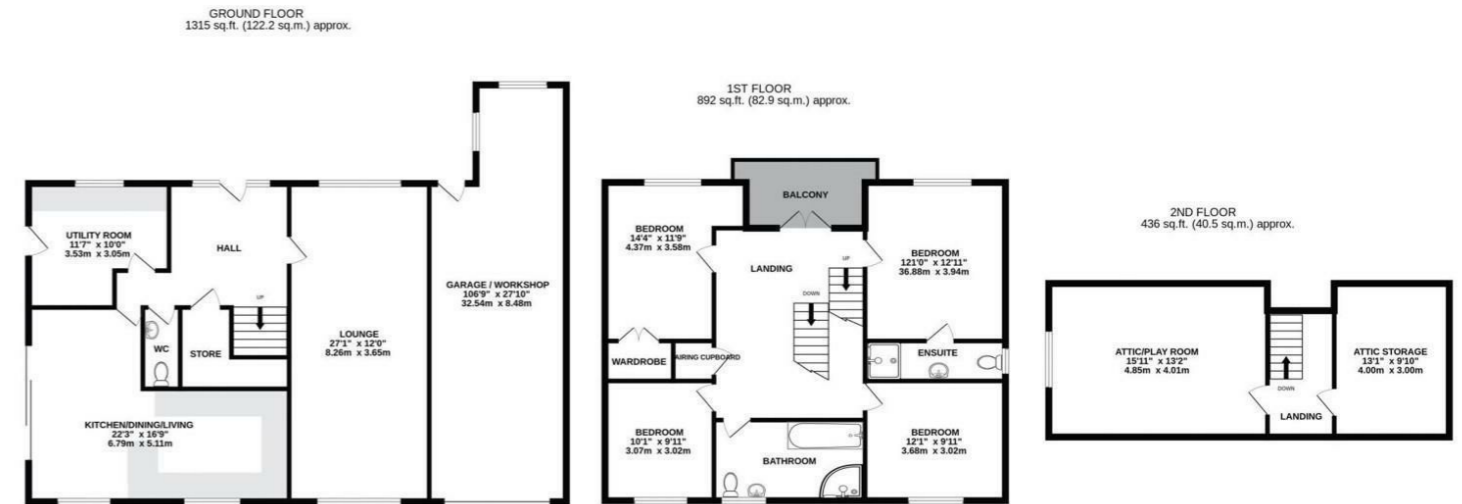 GROUND FLOOR
1315 sq.ft. (122.2 sq.m.) approx.
UTILITY ROOM
11'7" x 10'0"
3.53m x 3.05m
HALL
UP
WC
STORE
KITCHEN/DINING/LIVING
22'3" x 16'9"
6.79m x 5.11m
LOUNGE
27'1" x 12'0"
8.26m x 3.65m
GARAGE / WORKSHOP
106'9" x 27'10"
32.54m x 8.48m
1ST FLOOR
892 sq.ft. (82.9 sq.m.) approx.
BALCONY
BEDROOM
14'4" x 11'9"
4.37m x 3.58m
LANDING
UP
DOWN
BEDROOM
121'0" x 12'11"
36.88m x 3.94m
WARDROBE
AIRING CUPBOARD
ENSUITE
BEDROOM
10'1" x 9'11"
3.07m x 3.02m
BATHROOM
BEDROOM
12'1" x 9'11"
3.68m x 3.02m
2ND FLOOR
436 sq.ft. (40.5 sq.m.) approx.
ATTIC/PLAY ROOM
15'11" x 13'2"
4.85m x 4.01m
DOWN
LANDING
ATTIC STORAGE
13'1" x 9'10"
4.00m x 3.00m